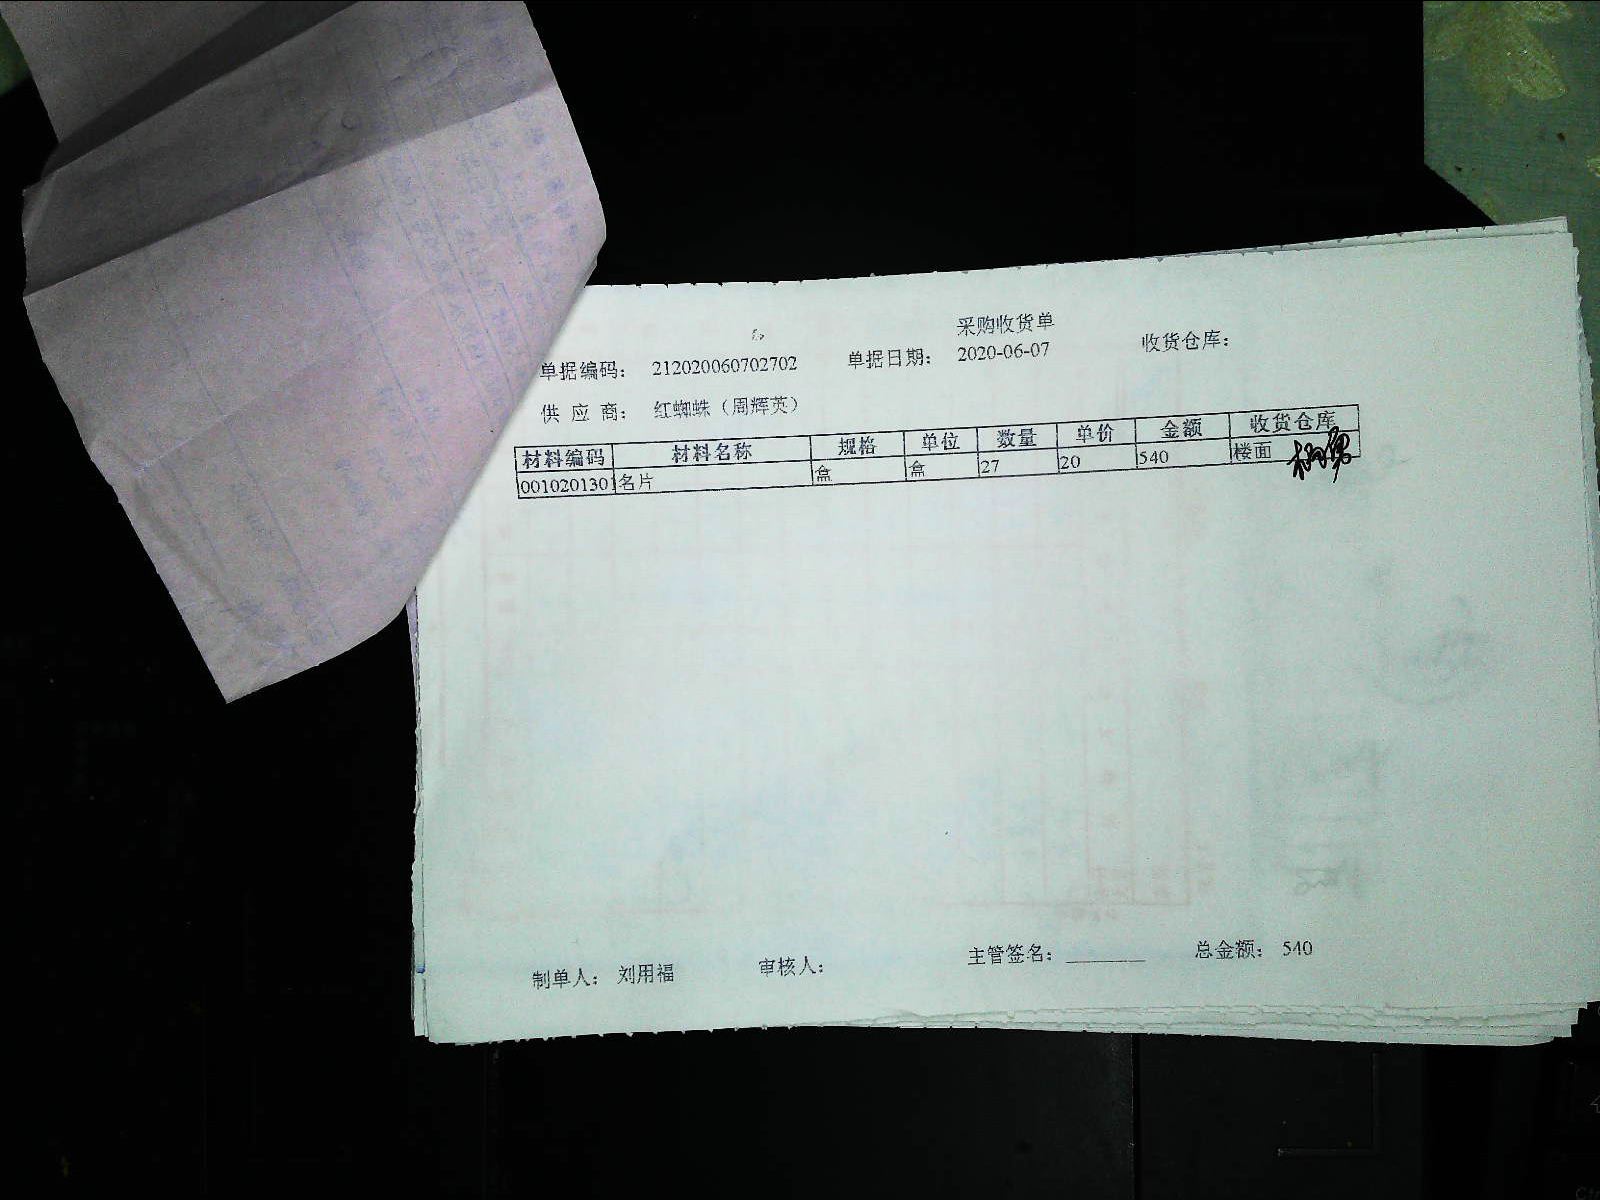 采购收货单
单据编码： 212020060702702 单据日期： 2020-06-07 收货仓库：
供 应 商： 红蜘蛛（周辉英）
材料编码 材料名称 规格 单位 数量 单价 金额 收货仓库
0010201301 名片 盒 盒 27 20 540 楼面
制单人： 刘用福 审核人： 主管签名：________ 总金额： 540